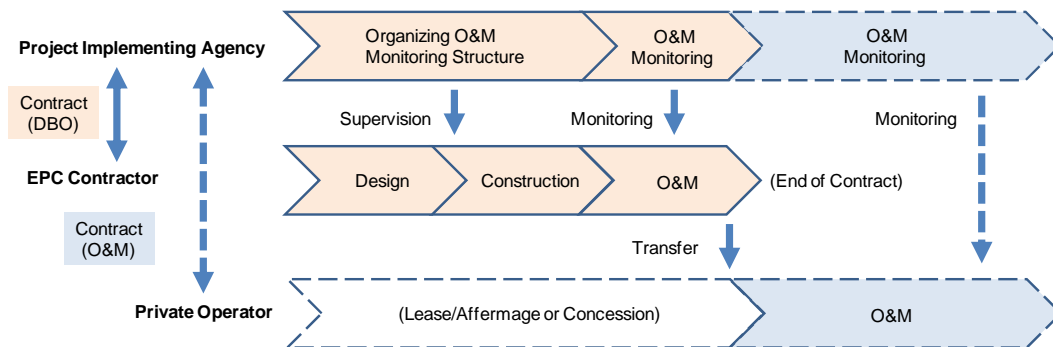 Project Implementing Agency
Organizing O&M
Monitoring Structure
O&M
Monitoring
O&M
Monitoring
Contract
(DBO)
Supervision
Monitoring
Monitoring
EPC Contractor
Design
Construction
O&M
(End of Contract)
Contract
(O&M)
Transfer
Private Operator
(Lease/Affermage or Concession)
O&M